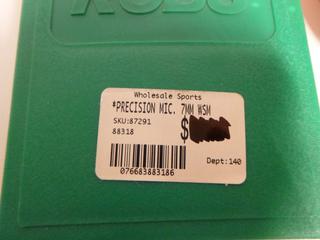 Wholesale Sports
*PRECISION MIC. 7MM WSM
SKU:87291
88318
$
Dept:140
076683883186